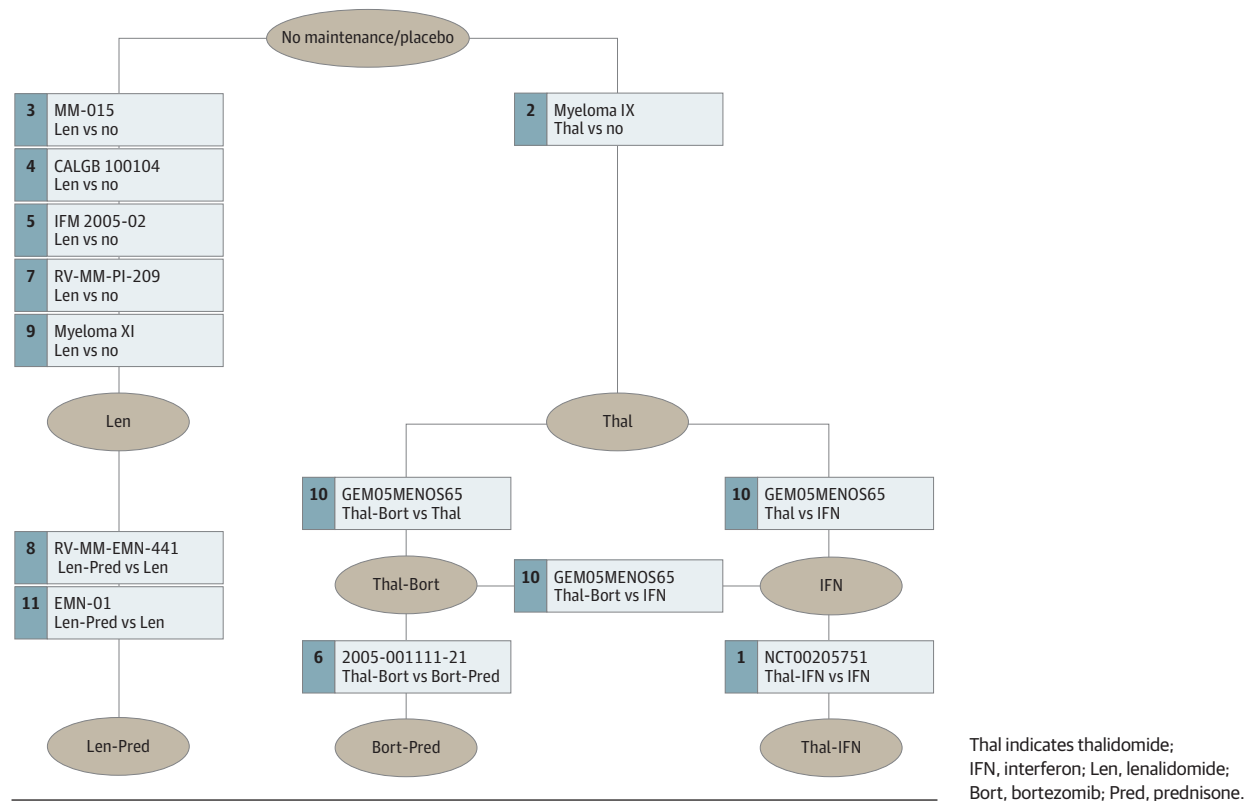 No maintenance/placebo
3
MM-015
Len vs no
4
CALGB 100104
Len vs no
5
IFM 2005-02
Len vs no
7
RV-MM-PI-209
Len vs no
9
Myeloma XI
Len vs no
2
Myeloma IX
Thal vs no
Len
Thal
8
RV-MM-EMN-441
Len-Pred vs Len
11
EMN-01
Len-Pred vs Len
10
GEM05MENOS65
Thal-Bort vs Thal
10
GEM05MENOS65
Thal vs IFN
Thal-Bort
10
GEM05MENOS65
Thal-Bort vs IFN
IFN
6
2005-001111-21
Thal-Bort vs Bort-Pred
1
NCT00205751
Thal-IFN vs IFN
Len-Pred
Bort-Pred
Thal-IFN
Thal indicates thalidomide;
IFN, interferon; Len, lenalidomide;
Bort, bortezomib; Pred, prednisone.